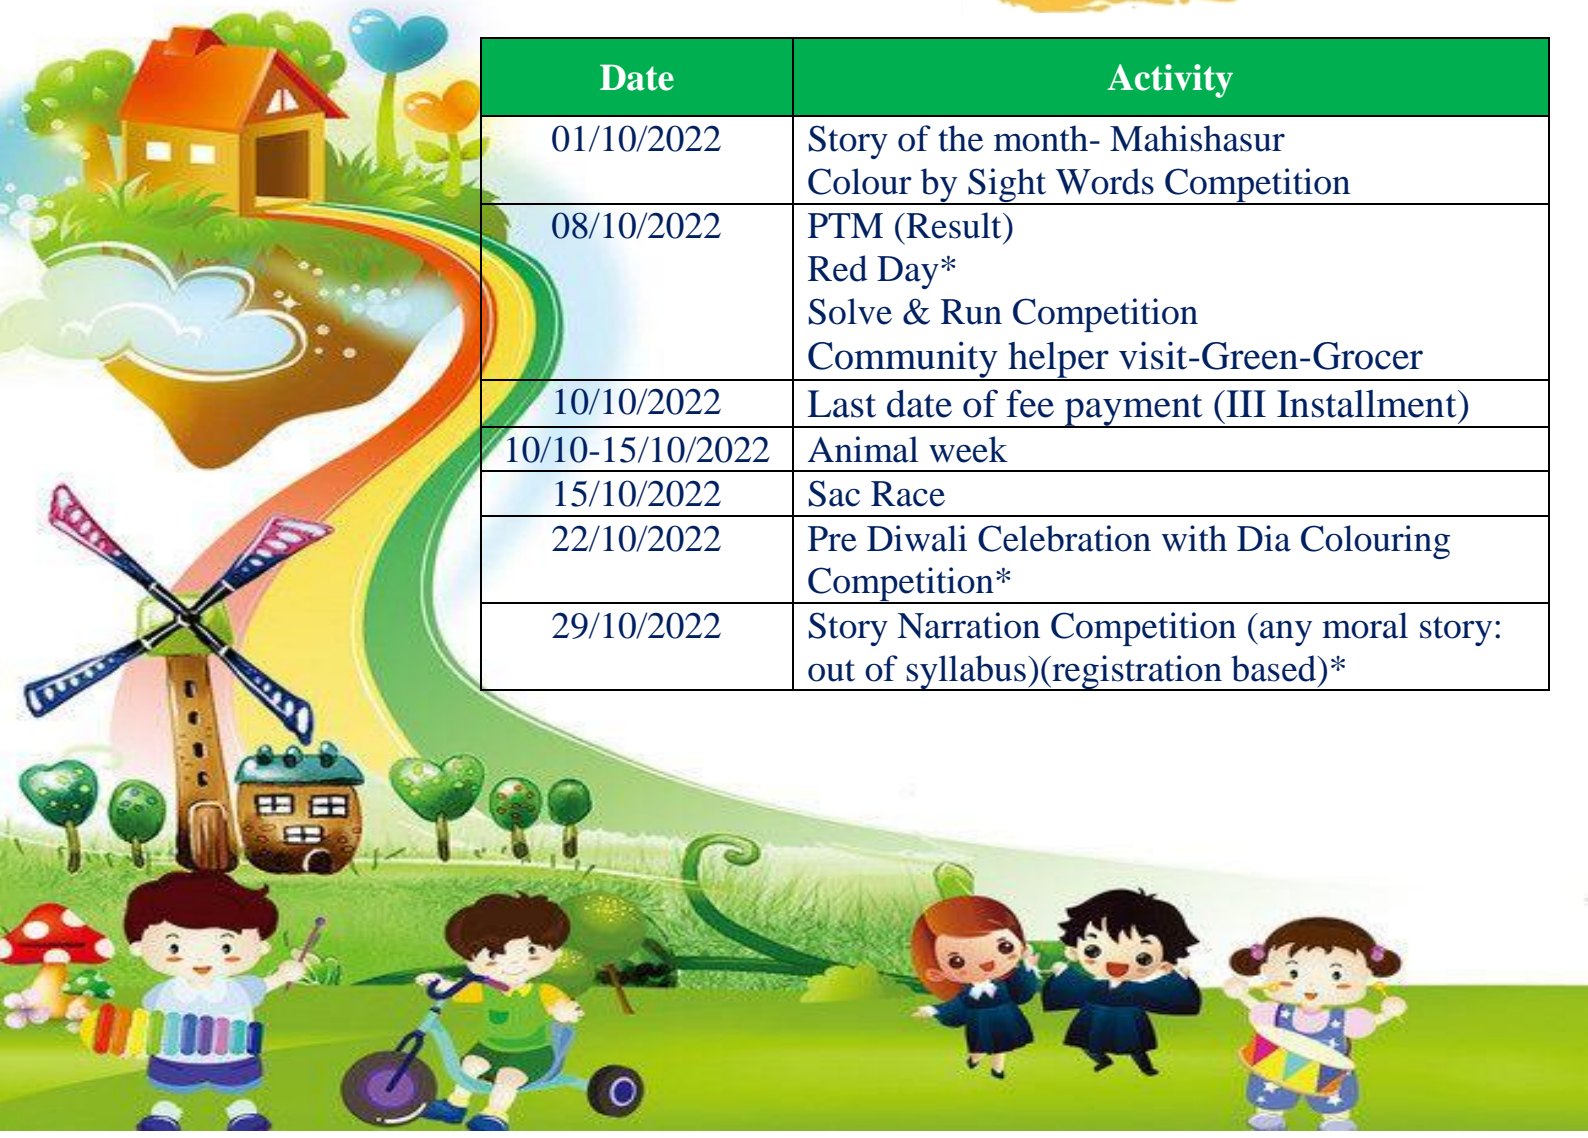 Date Activity
01/10/2022 Story of the month- Mahishasur
Colour by Sight Words Competition
08/10/2022 PTM (Result)
Red Day*
Solve & Run Competition
Community helper visit-Green-Grocer
10/10/2022 Last date of fee payment (III Installment)
10/10-15/10/2022 Animal week
15/10/2022 Sac Race
22/10/2022 Pre Diwali Celebration with Dia Colouring
Competition*
29/10/2022 Story Narration Competition (any moral story:
out of syllabus)(registration based)*